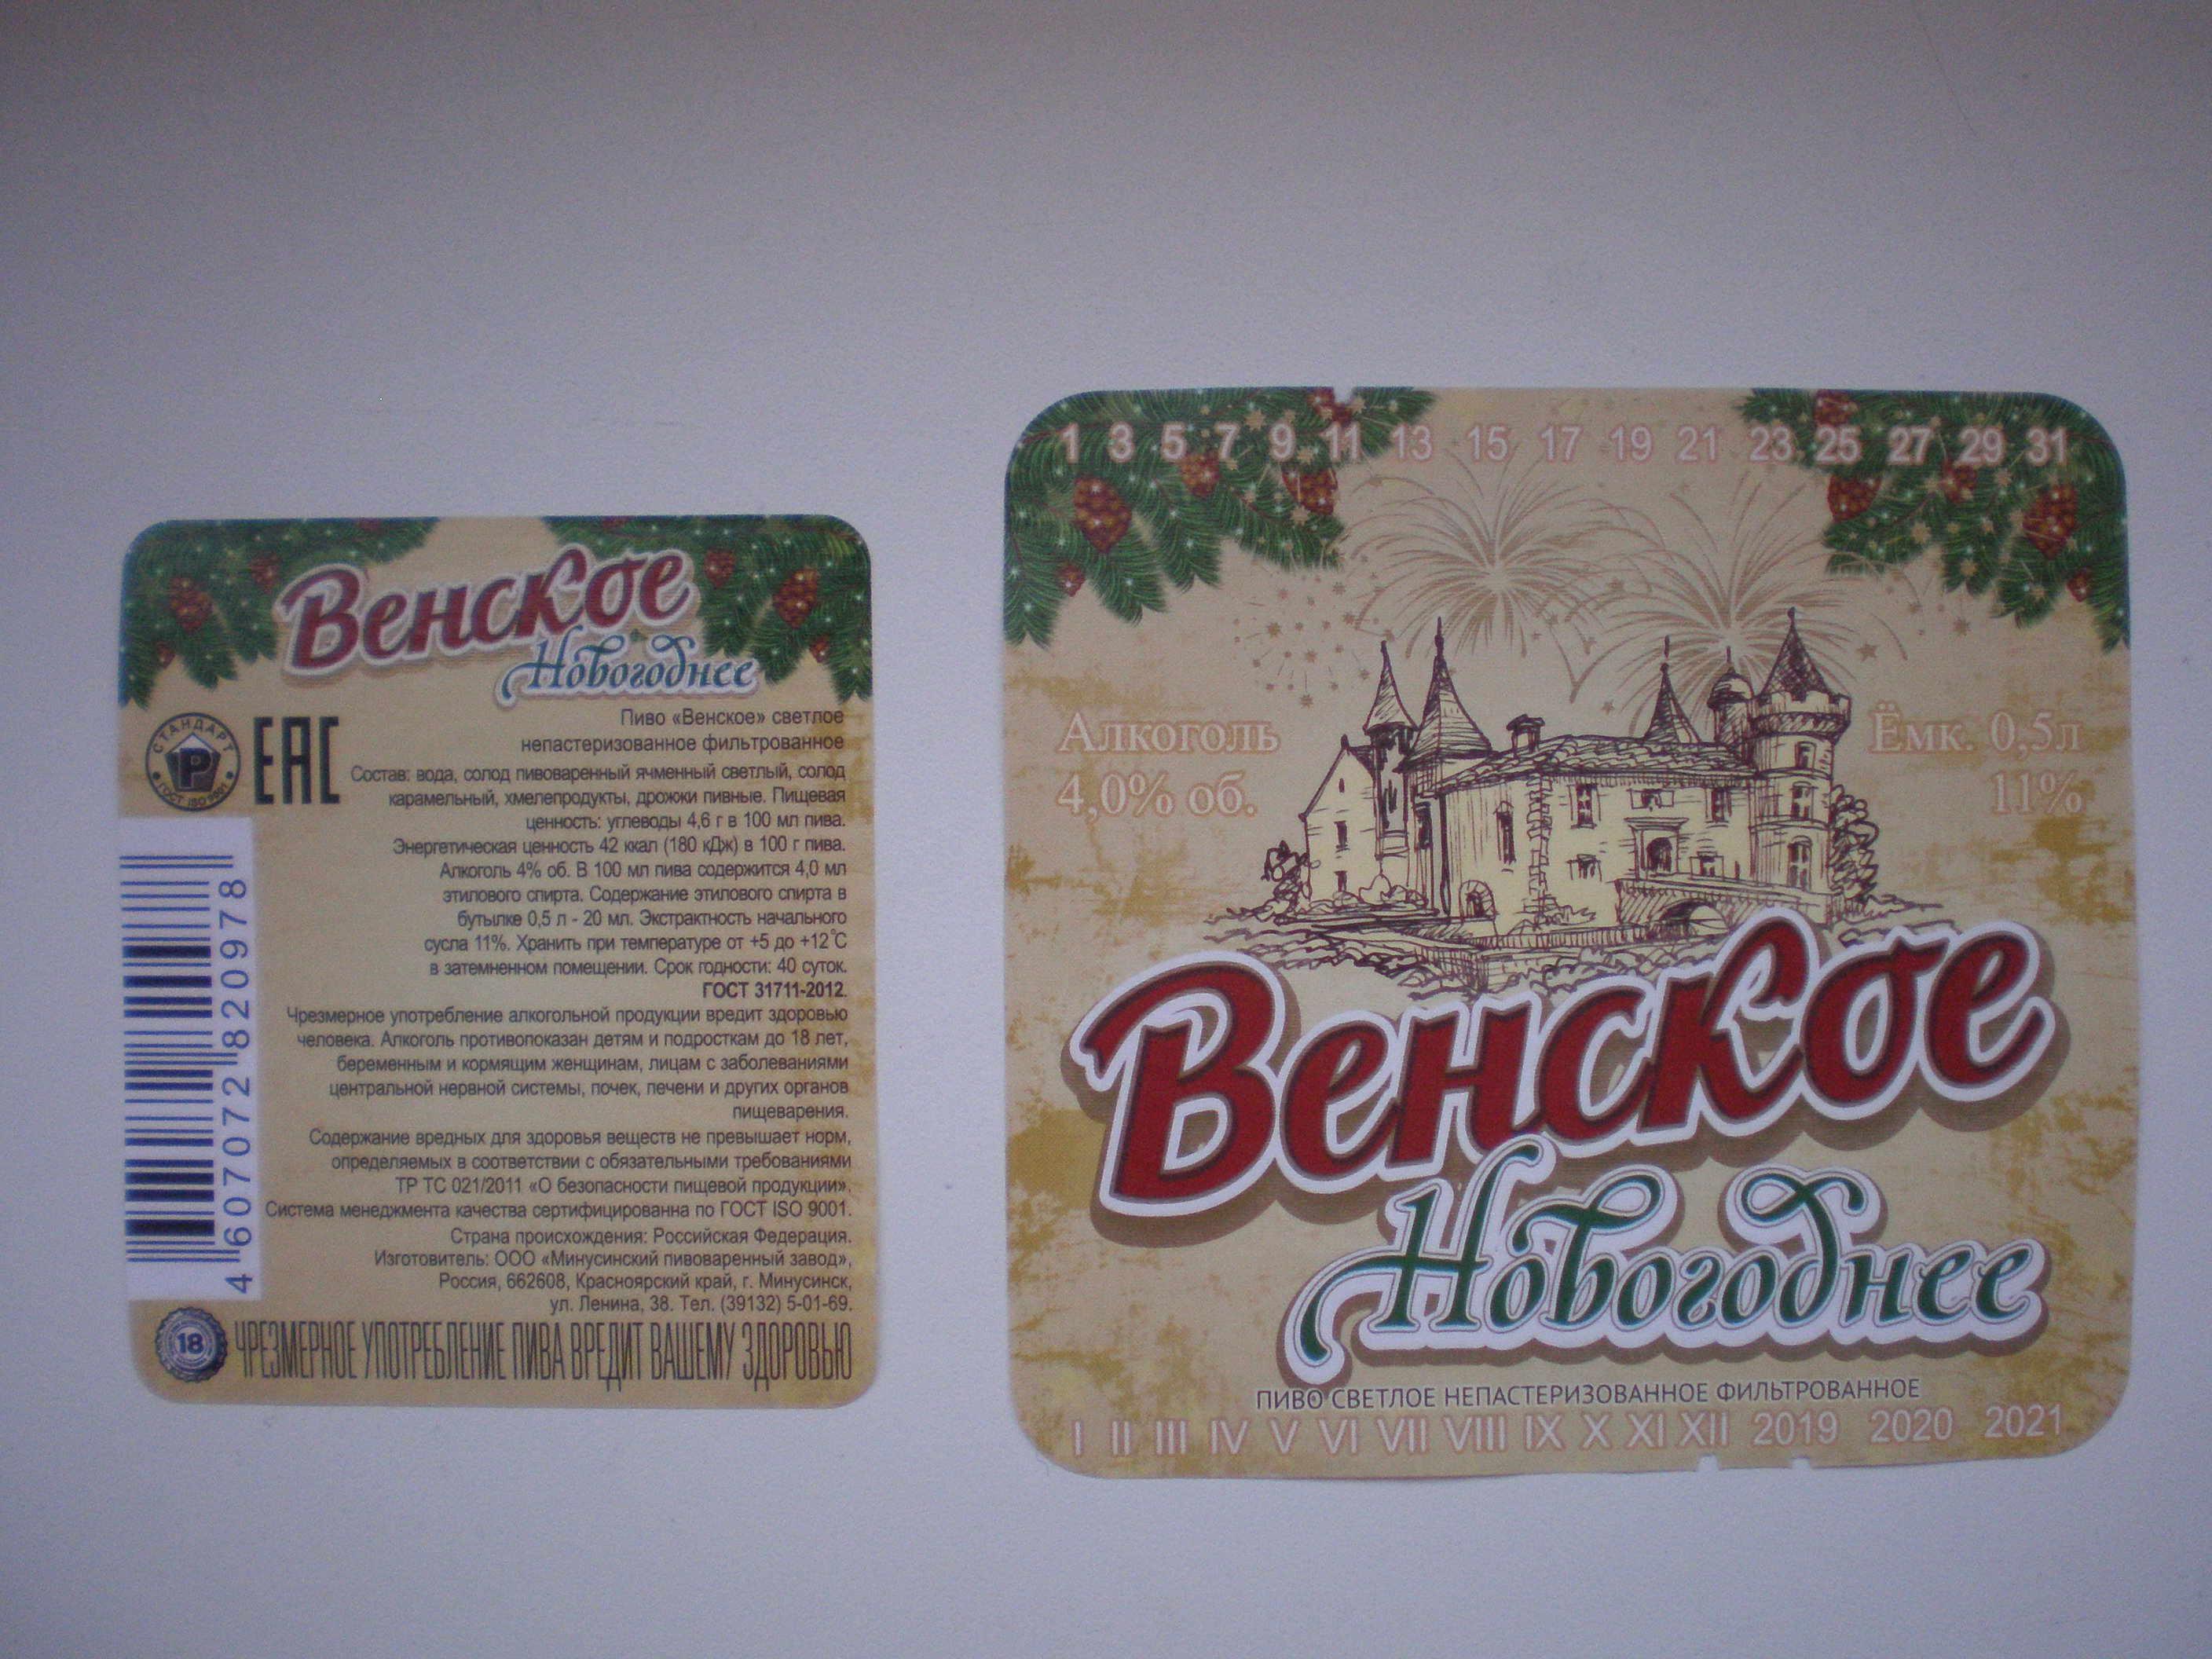 Венское
Новогоднее
СТАНДАРТ
Р
ГОСТ ISO 9001
ЕАС
Пиво «Венское» светлое
непастеризованное фильтрованное
Состав: вода, солод пивоваренный ячменный светлый, солод
карамельный, хмелепродукты, дрожжи пивные. Пищевая
ценность: углеводы 4,6 г в 100 мл пива.
Энергетическая ценность 42 ккал (180 кДж) в 100 г пива.
Алкоголь 4% об. В 100 мл пива содержится 4,0 мл
этилового спирта. Содержание этилового спирта в
бутылке 0,5 л - 20 мл. Экстрактность начального
сусла 11%. Хранить при температуре от +5 до +12°С
в затемненном помещении. Срок годности: 40 суток.
ГОСТ 31711-2012.
Чрезмерное употребление алкогольной продукции вредит здоровью
человека. Алкоголь противопоказан детям и подросткам до 18 лет,
беременным и кормящим женщинам, лицам с заболеваниями
центральной нервной системы, почек, печени и других органов
пищеварения.
Содержание вредных для здоровья веществ не превышает норм,
определяемых в соответствии с обязательными требованиями
ТР ТС 021/2011 «О безопасности пищевой продукции».
Система менеджмента качества сертифицированна по ГОСТ ISO 9001.
Страна происхождения: Российская Федерация.
Изготовитель: ООО «Минусинский пивоваренный завод»,
Россия, 662608, Красноярский край, г. Минусинск,
ул. Ленина, 38. Тел. (39132) 5-01-69.
4 607072 820978
18
ЧРЕЗМЕРНОЕ УПОТРЕБЛЕНИЕ ПИВА ВРЕДИТ ВАШЕМУ ЗДОРОВЬЮ
1 3 5 7 9 11 13 15 17 19 21 23 25 27 29 31
Алкоголь
4,0% об.
Ёмк. 0,5л
11%
Венское
Новогоднее
ПИВО СВЕТЛОЕ НЕПАСТЕРИЗОВАННОЕ ФИЛЬТРОВАННОЕ
I II III IV V VI VII VIII IX X XI XII 2019 2020 2021